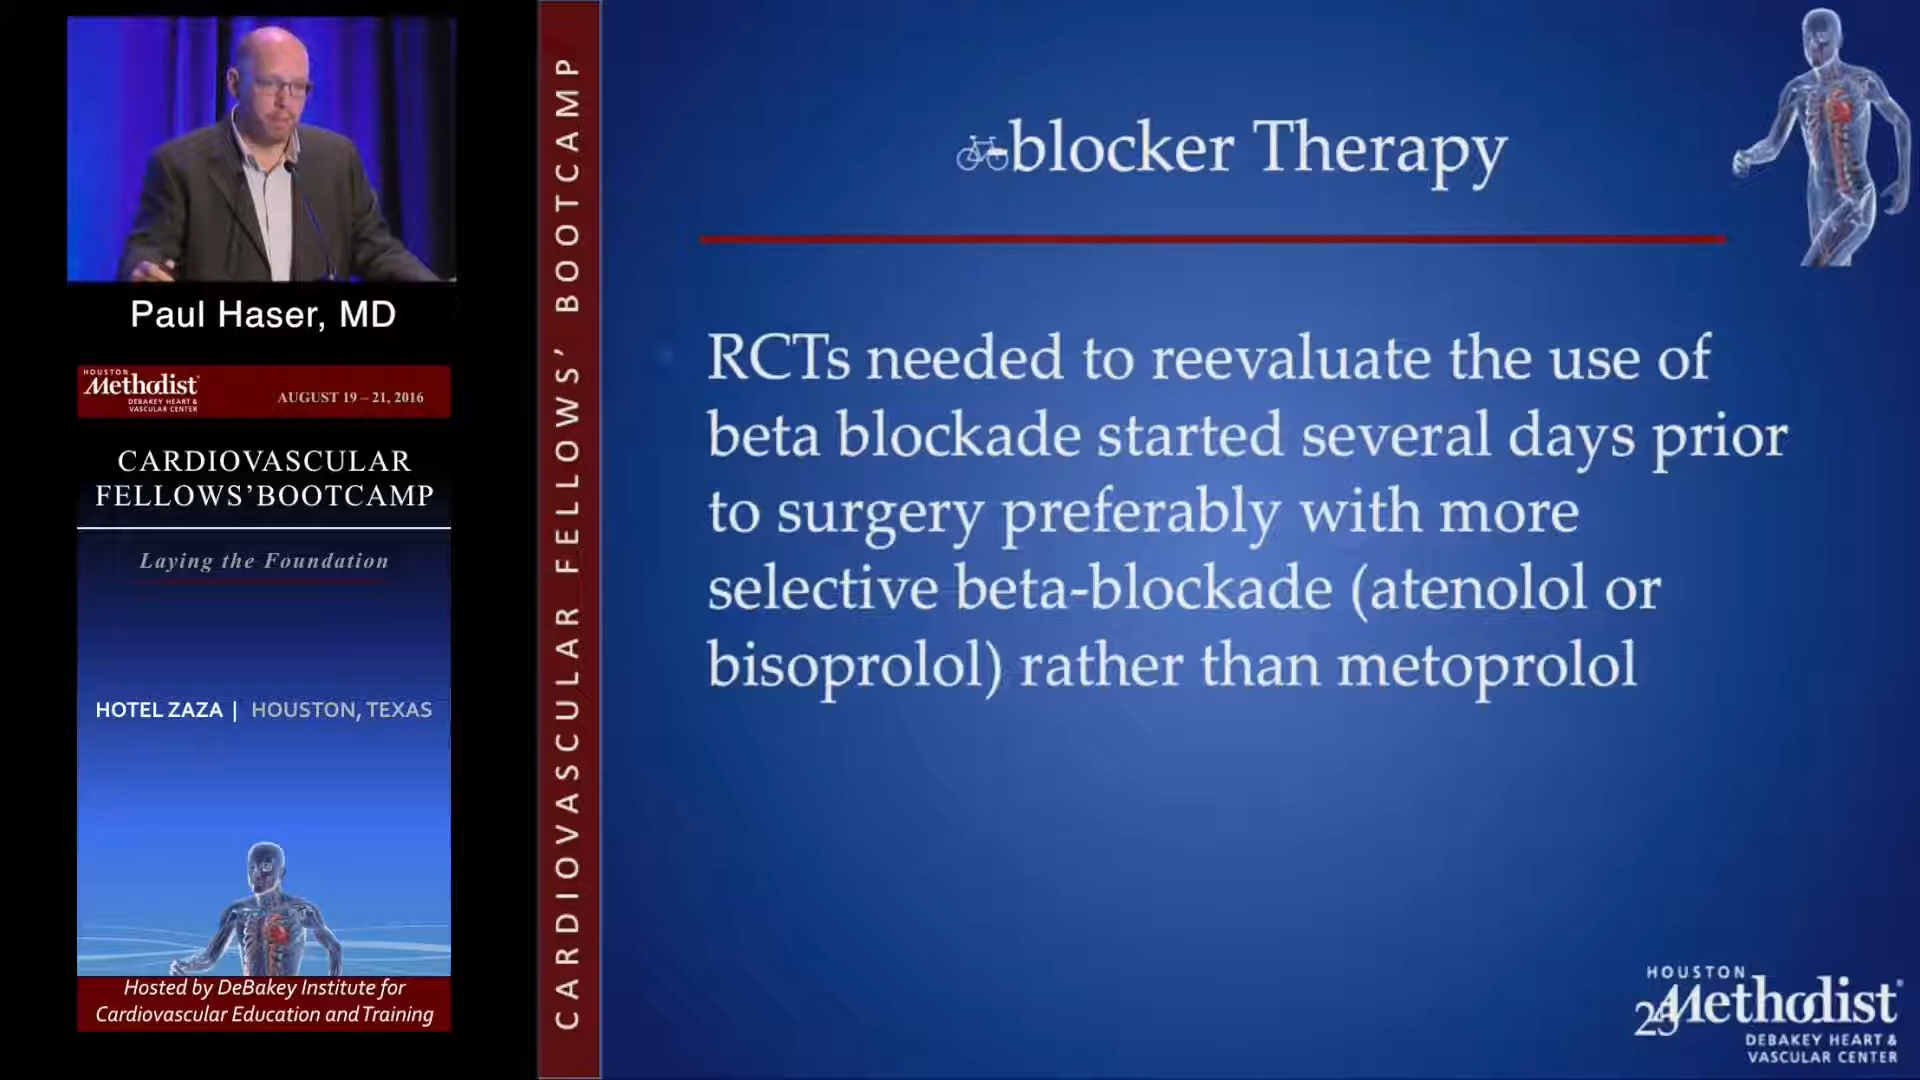 Paul Haser, MD
HOUSTON
Methodist
DEBAKEY HEART &
VASCULAR CENTER
AUGUST 19 – 21, 2016
CARDIOVASCULAR
FELLOWS'BOOTCAMP
Laying the Foundation
HOTEL ZAZA | HOUSTON, TEXAS
Hosted by DeBakey Institute for
Cardiovascular Education and Training
CARDIOVASCULAR FELLOWS' BOOTCAMP
blocker Therapy
RCTs needed to reevaluate the use of
beta blockade started several days prior
to surgery preferably with more
selective beta-blockade (atenolol or
bisoprolol) rather than metoprolol
HOUSTON
Methodist
DEBAKEY HEART &
VASCULAR CENTER